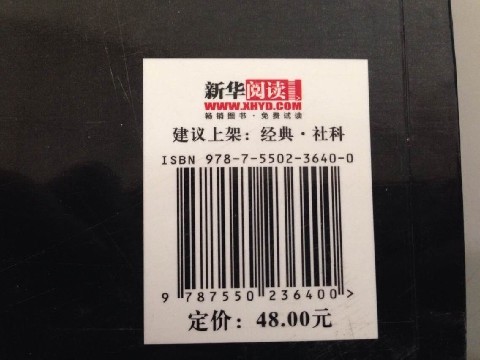 新华阅读
WWW.XHYD.COM
畅销图书·免费试读
建议上架：经典·社科
ISBN 978-7-5502-3640-0
9 787550 236400 >
定价：48.00元